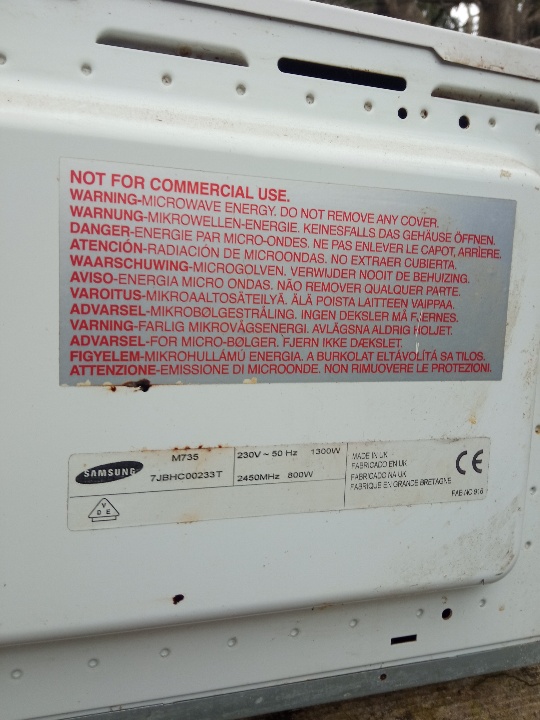 NOT FOR COMMERCIAL USE.
WARNING-MICROWAVE ENERGY. DO NOT REMOVE ANY COVER.
WARNUNG-MIKROWELLEN-ENERGIE. KEINESFALLS DAS GEHÄUSE ÖFFNEN.
DANGER-ENERGIE PAR MICRO-ONDES. NE PAS ENLEVER LE CAPOT, ARRÍERE.
ATENCIÓN-RADIACIÓN DE MICROONDAS. NO EXTRAER CUBIERTA.
WAARSCHUWING-MICROGOLVEN. VERWIJDER NOOIT DE BEHUIZING.
AVISO-ENERGIA MICRO ONDAS. NÃO REMOVER QUALQUER PARTE.
VAROITUS-MIKROAALTOSÄTEILYÄ. ÄLÄ POISTA LAITTEEN VAIPPAA.
ADVARSEL-MIKROBØLGESTRÅLING. INGEN DEKSLER MÅ FJERNES.
VARNING-FARLIG MIKROVÅGSENERGI. AVLÄGSNA ALDRIG HOLJET.
ADVARSEL-FOR MICRO-BØLGER. FJERN IKKE DÆKSLET.
FIGYELEM-MIKROHULLÁMÚ ENERGIA. A BURKOLAT ELTÁVOLÍTÁ SA TILOS.
ATTENZIONE-EMISSIONE DI MICROONDE. NON RIMUOVERE LE PROTEZIONI.
SAMSUNG
M735
7JBHC00233T
230V ~ 50 Hz 1300W
2450MHz 800W
MADE IN UK
FABRICADO EN UK
FABRICADO NA UK
FABRIQUE EN GRANDE BRETAGNE
CE
VDE